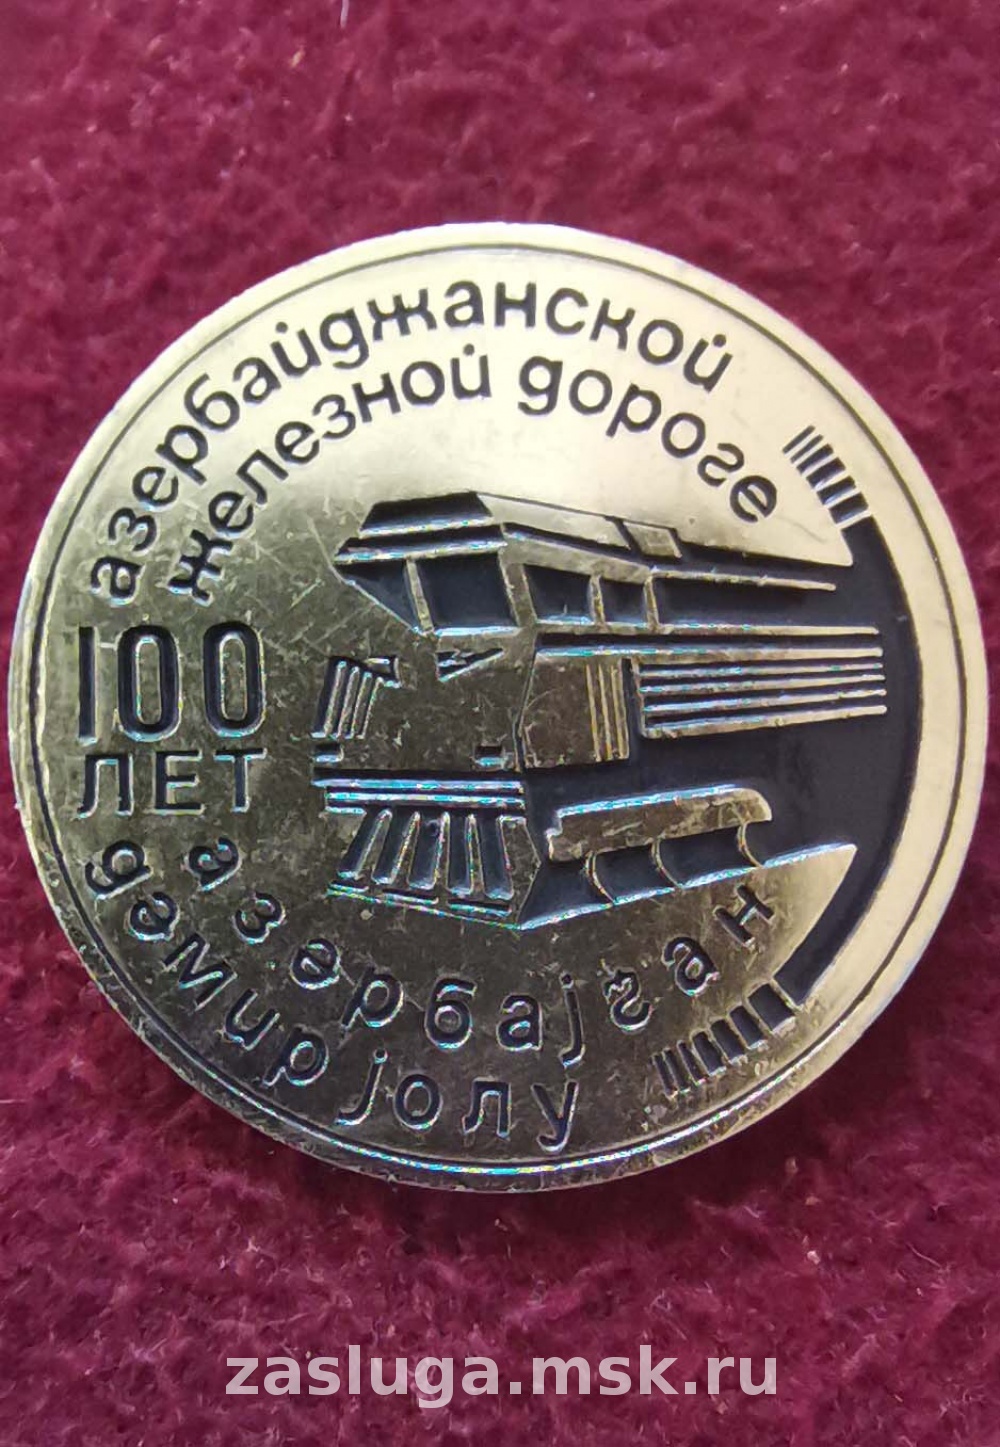 азербайджанской
железной дороге
100
ЛЕТ
азәрбајҹан
дәмир јолу
zasluga.msk.ru